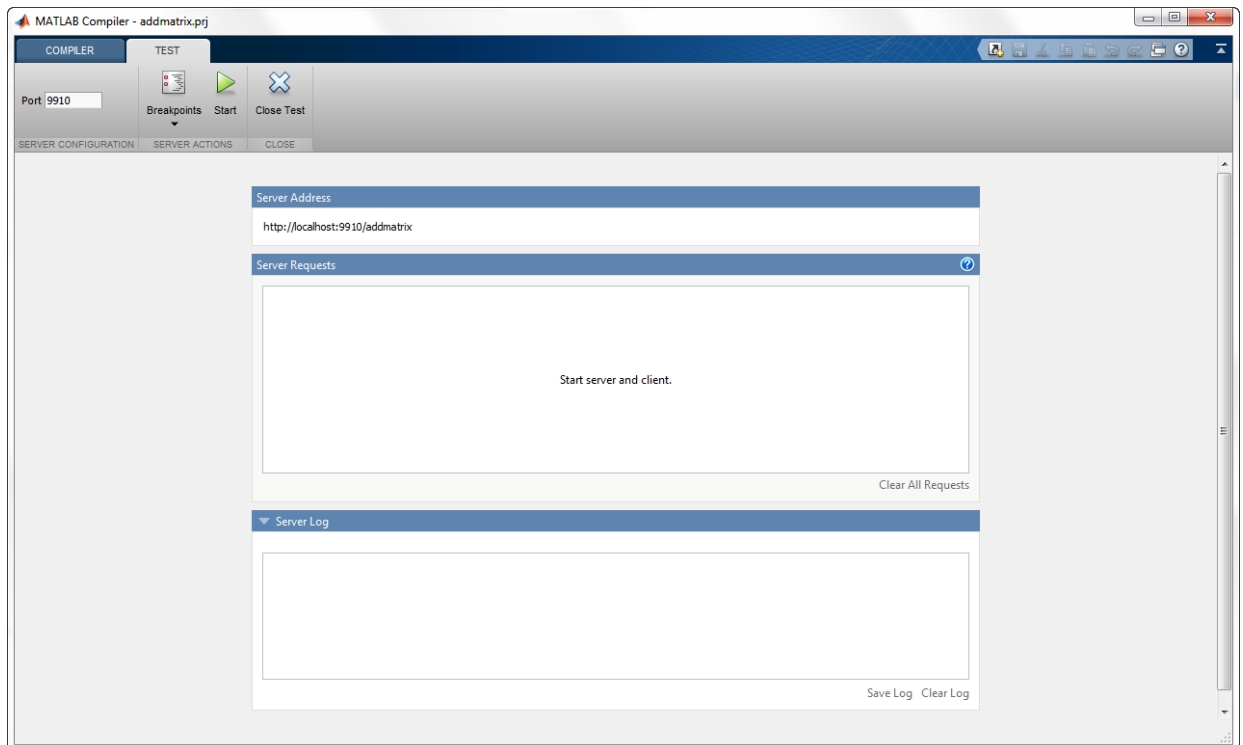 MATLAB Compiler - addmatrix.prj
COMPILER TEST
Port 9910
Breakpoints Start Close Test
SERVER CONFIGURATION SERVER ACTIONS CLOSE
Server Address
http://localhost:9910/addmatrix
Server Requests
Start server and client.
Clear All Requests
Server Log
Save Log Clear Log